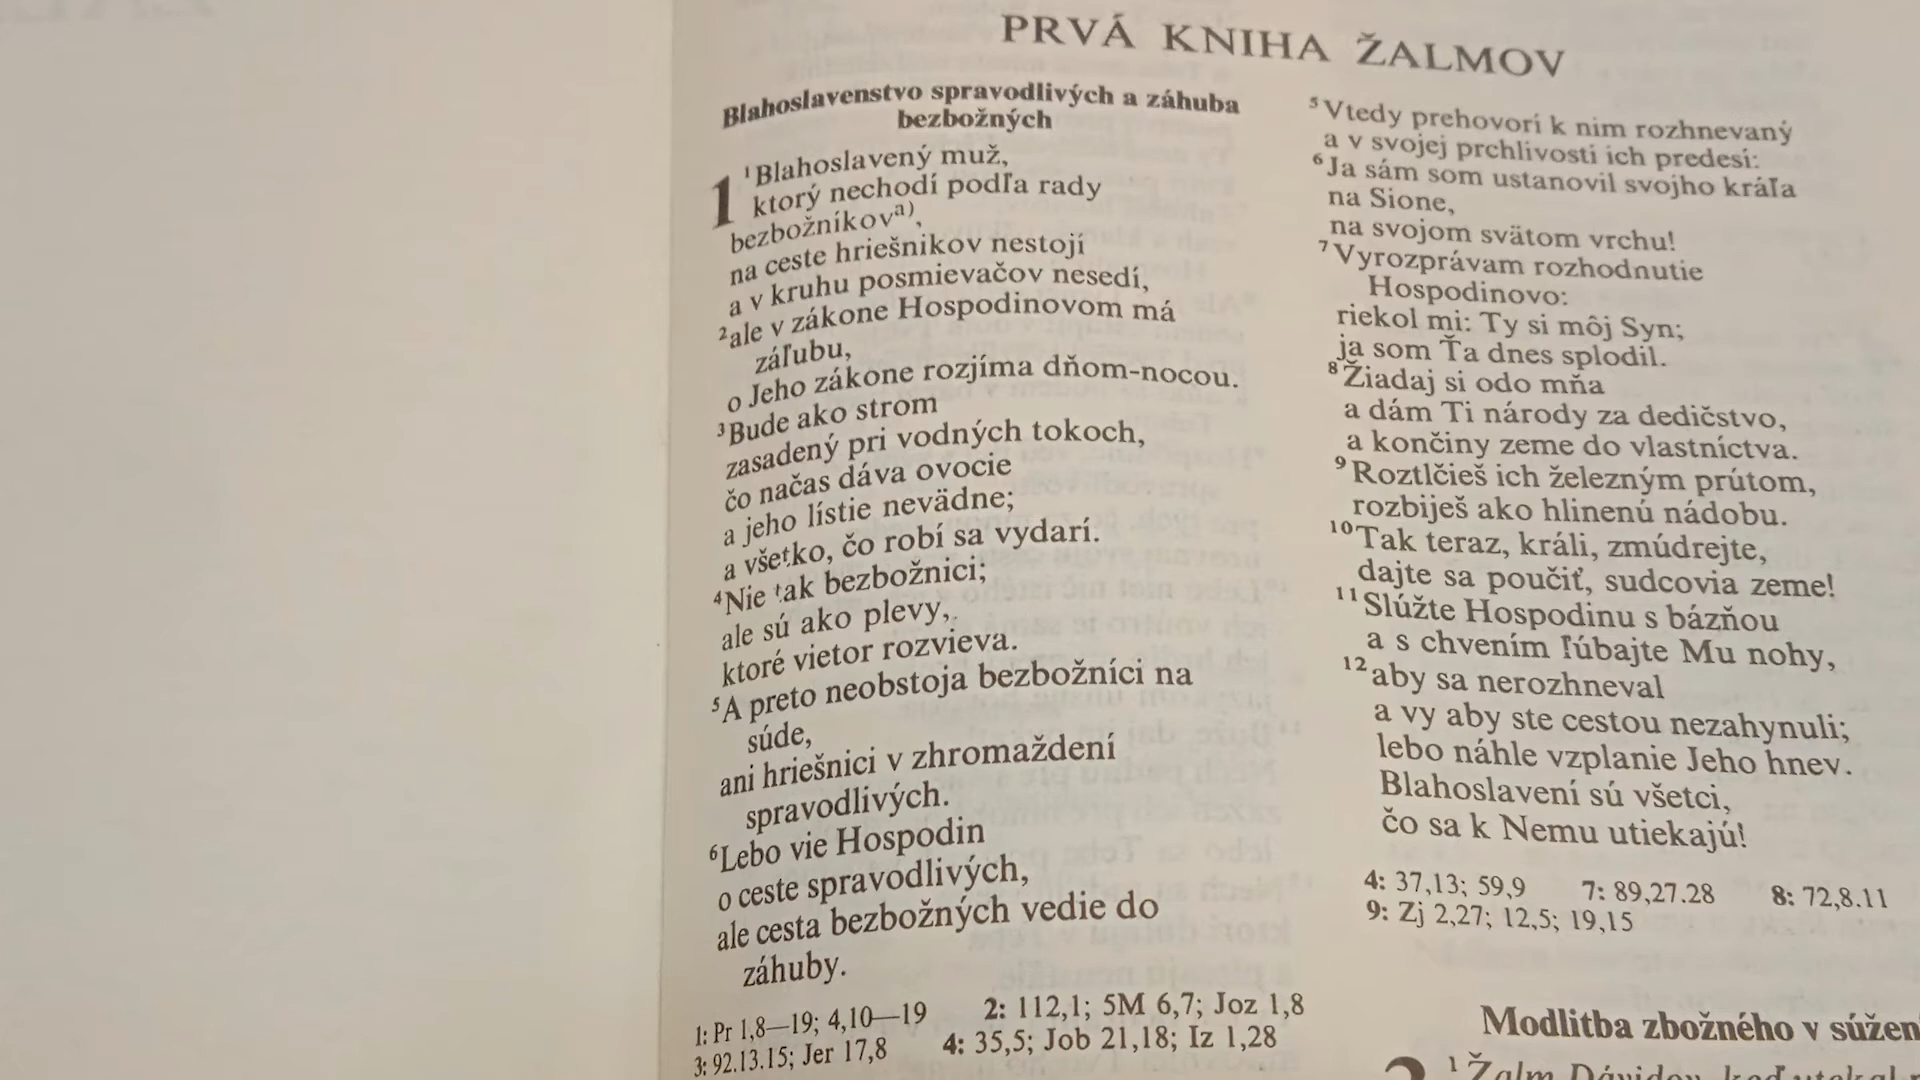 PRVÁ KNIHA ŽALMOV
Blahoslavenstvo spravodlivých a záhuba
bezbožných
1 ¹Blahoslavený muž,
ktorý nechodí podľa rady
bezbožníkovᵃ⁾,
na ceste hriešnikov nestojí
a v kruhu posmievačov nesedí,
²ale v zákone Hospodinovom má
záľubu,
o Jeho zákone rozjíma dňom-nocou.
³Bude ako strom
zasadený pri vodných tokoch,
čo načas dáva ovocie
a jeho lístie nevädne;
a všetko, čo robí sa vydarí.
⁴Nie tak bezbožnici;
ale sú ako plevy,
ktoré vietor rozvieva.
⁵A preto neobstoja bezbožníci na
súde,
ani hriešnici v zhromaždení
spravodlivých.
⁶Lebo vie Hospodin
o ceste spravodlivých,
ale cesta bezbožných vedie do
záhuby.
1: Pr 1,8—19; 4,10—19 2: 112,1; 5M 6,7; Joz 1,8
3: 92.13.15; Jer 17,8 4: 35,5; Job 21,18; Iz 1,28
⁵Vtedy prehovorí k nim rozhnevaný
a v svojej prchlivosti ich predesí:
⁶Ja sám som ustanovil svojho kráľa
na Sione,
na svojom svätom vrchu!
⁷Vyrozprávam rozhodnutie
Hospodinovo:
riekol mi: Ty si môj Syn;
ja som Ťa dnes splodil.
⁸Žiadaj si odo mňa
a dám Ti národy za dedičstvo,
a končiny zeme do vlastníctva.
⁹Roztlčieš ich železným prútom,
rozbiješ ako hlinenú nádobu.
¹⁰Tak teraz, králi, zmúdrejte,
dajte sa poučiť, sudcovia zeme!
¹¹Slúžte Hospodinu s bázňou
a s chvením ľúbajte Mu nohy,
¹²aby sa nerozhneval
a vy aby ste cestou nezahynuli;
lebo náhle vzplanie Jeho hnev.
Blahoslavení sú všetci,
čo sa k Nemu utiekajú!
4: 37,13; 59,9 7: 89,27.28 8: 72,8.11
9: Zj 2,27; 12,5; 19,15
Modlitba zbožného v súžen
¹Žalm Dávidov, keď utekal